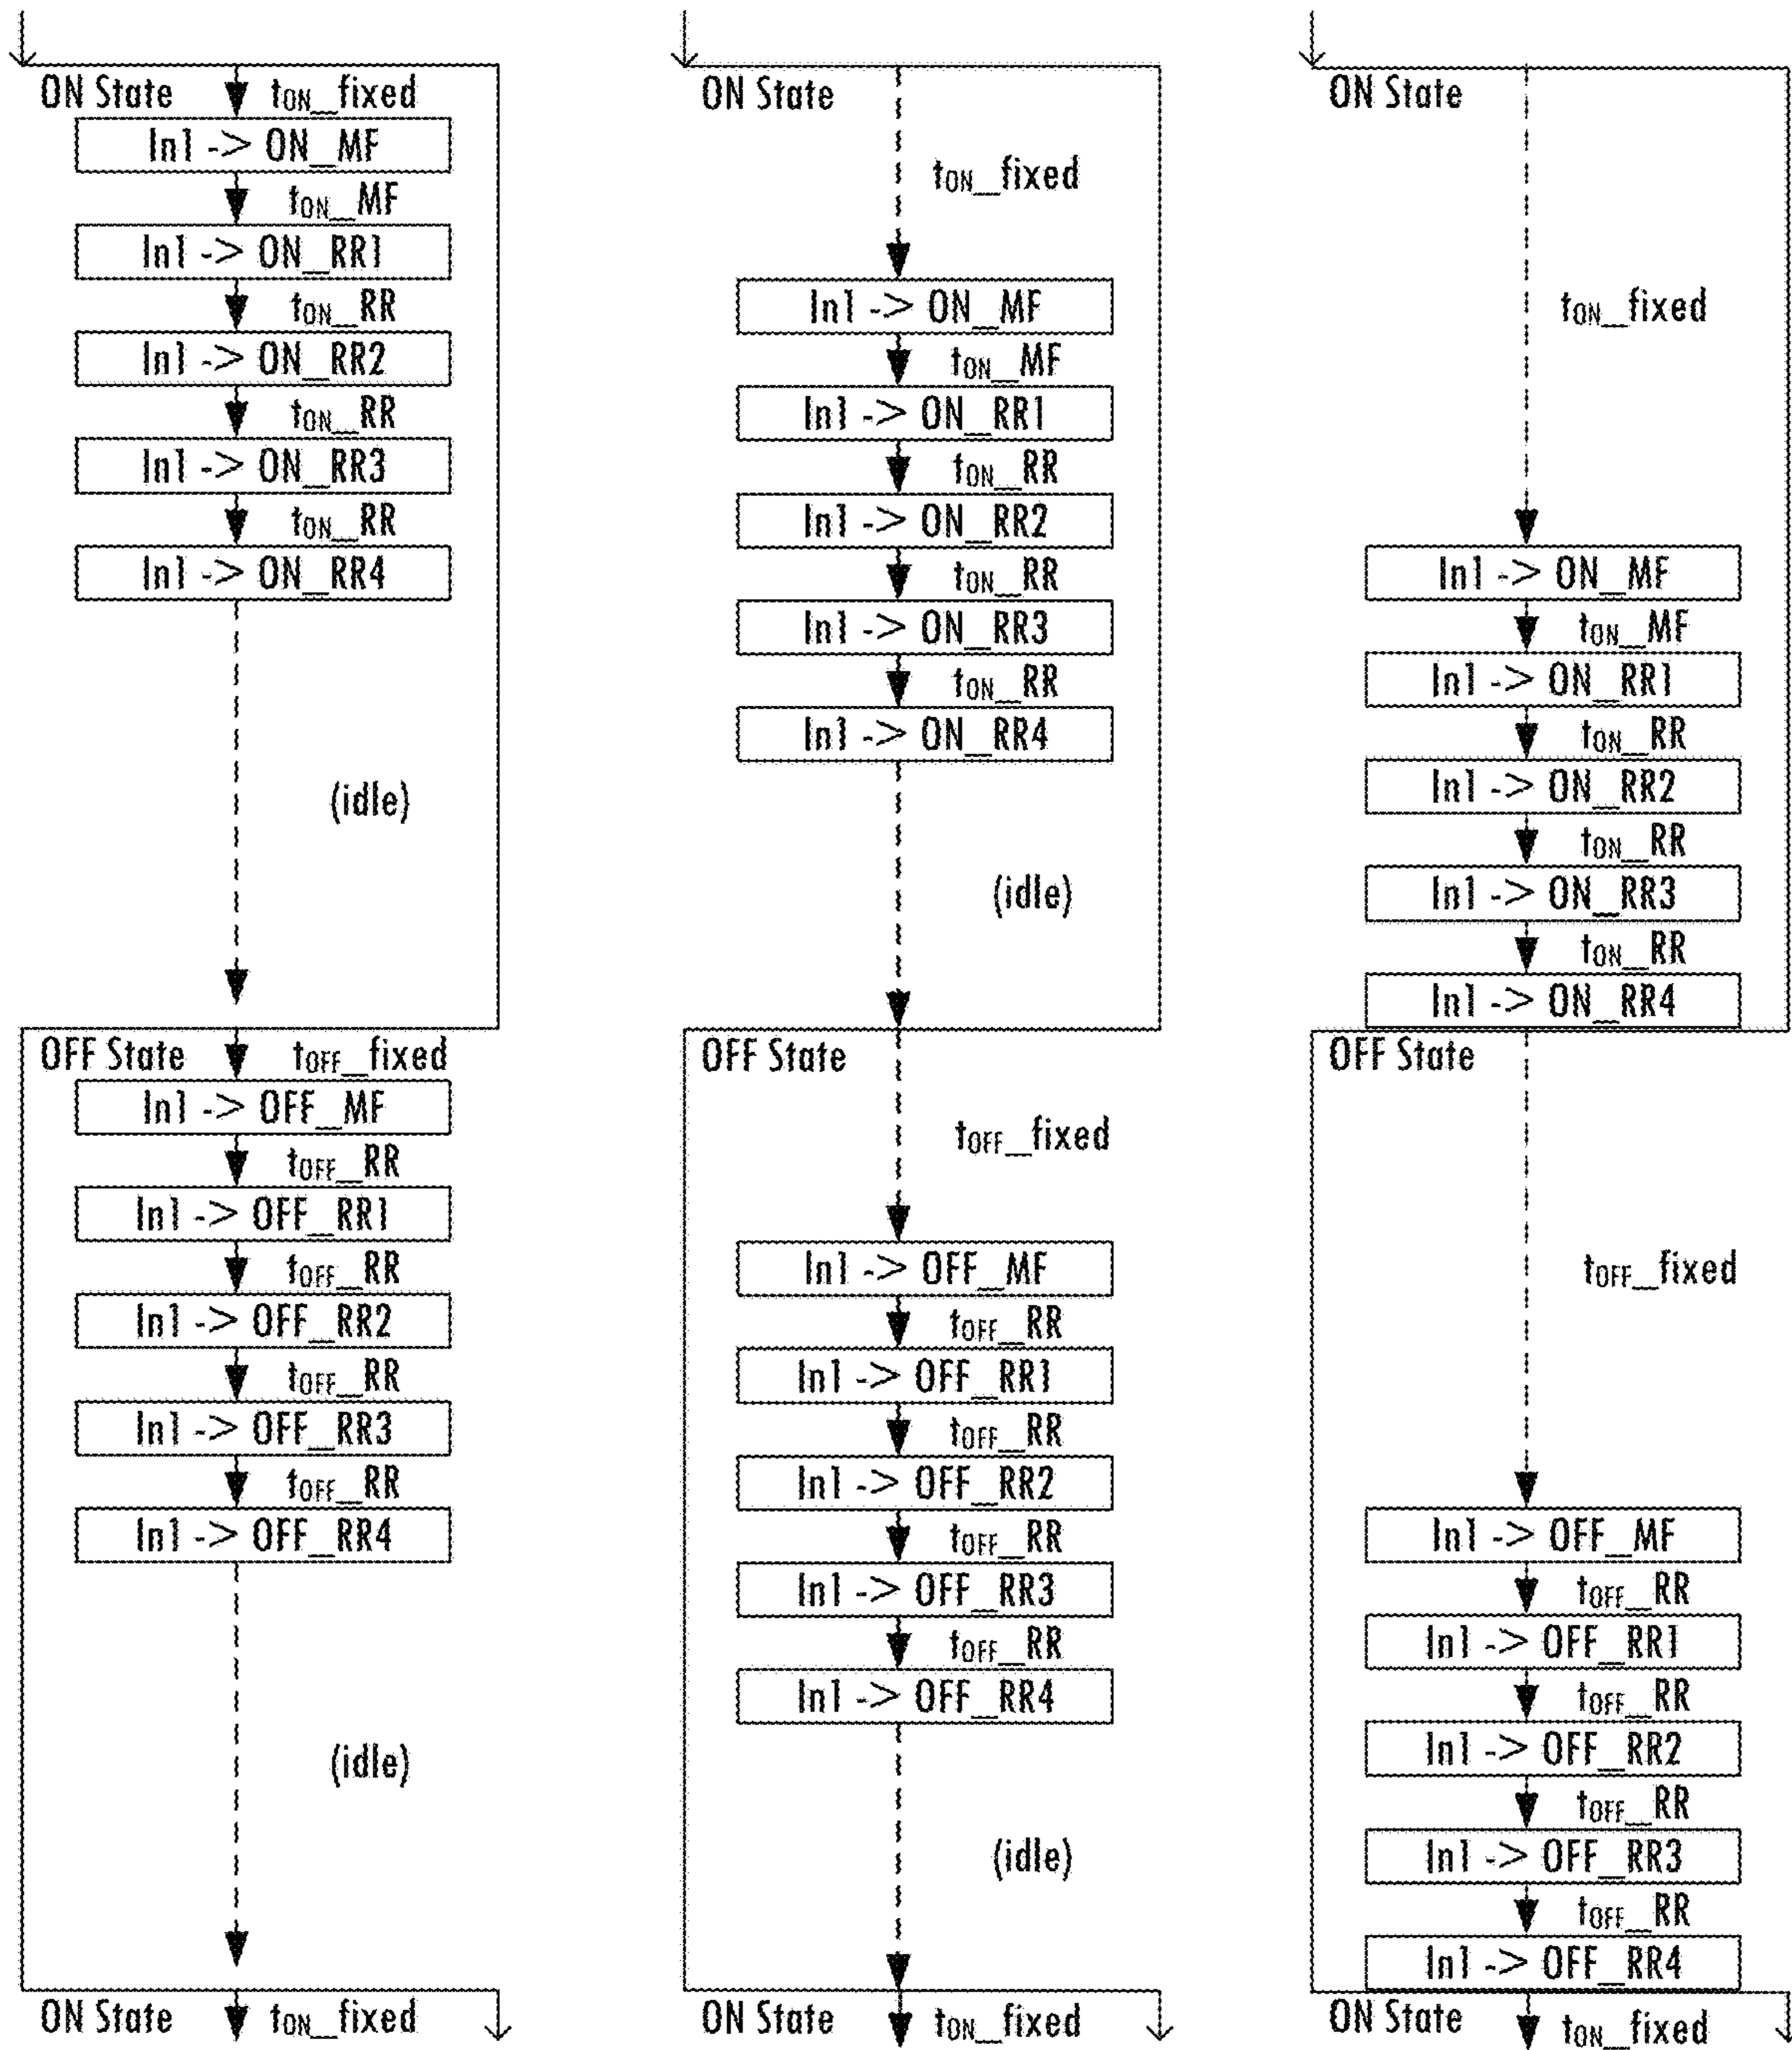 ON State tON_fixed
In1 -> ON_MF
tON_MF
In1 -> ON_RR1
tON_RR
In1 -> ON_RR2
tON_RR
In1 -> ON_RR3
tON_RR
In1 -> ON_RR4
(idle)
OFF State tOFF_fixed
In1 -> OFF_MF
tOFF_RR
In1 -> OFF_RR1
tOFF_RR
In1 -> OFF_RR2
tOFF_RR
In1 -> OFF_RR3
tOFF_RR
In1 -> OFF_RR4
(idle)
ON State tON_fixed
ON State
tON_fixed
In1 -> ON_MF
tON_MF
In1 -> ON_RR1
tON_RR
In1 -> ON_RR2
tON_RR
In1 -> ON_RR3
tON_RR
In1 -> ON_RR4
(idle)
OFF State
tOFF_fixed
In1 -> OFF_MF
tOFF_RR
In1 -> OFF_RR1
tOFF_RR
In1 -> OFF_RR2
tOFF_RR
In1 -> OFF_RR3
tOFF_RR
In1 -> OFF_RR4
(idle)
ON State tON_fixed
ON State
tON_fixed
In1 -> ON_MF
tON_MF
In1 -> ON_RR1
tON_RR
In1 -> ON_RR2
tON_RR
In1 -> ON_RR3
tON_RR
In1 -> ON_RR4
OFF State
tOFF_fixed
In1 -> OFF_MF
tOFF_RR
In1 -> OFF_RR1
tOFF_RR
In1 -> OFF_RR2
tOFF_RR
In1 -> OFF_RR3
tOFF_RR
In1 -> OFF_RR4
ON State tON_fixed